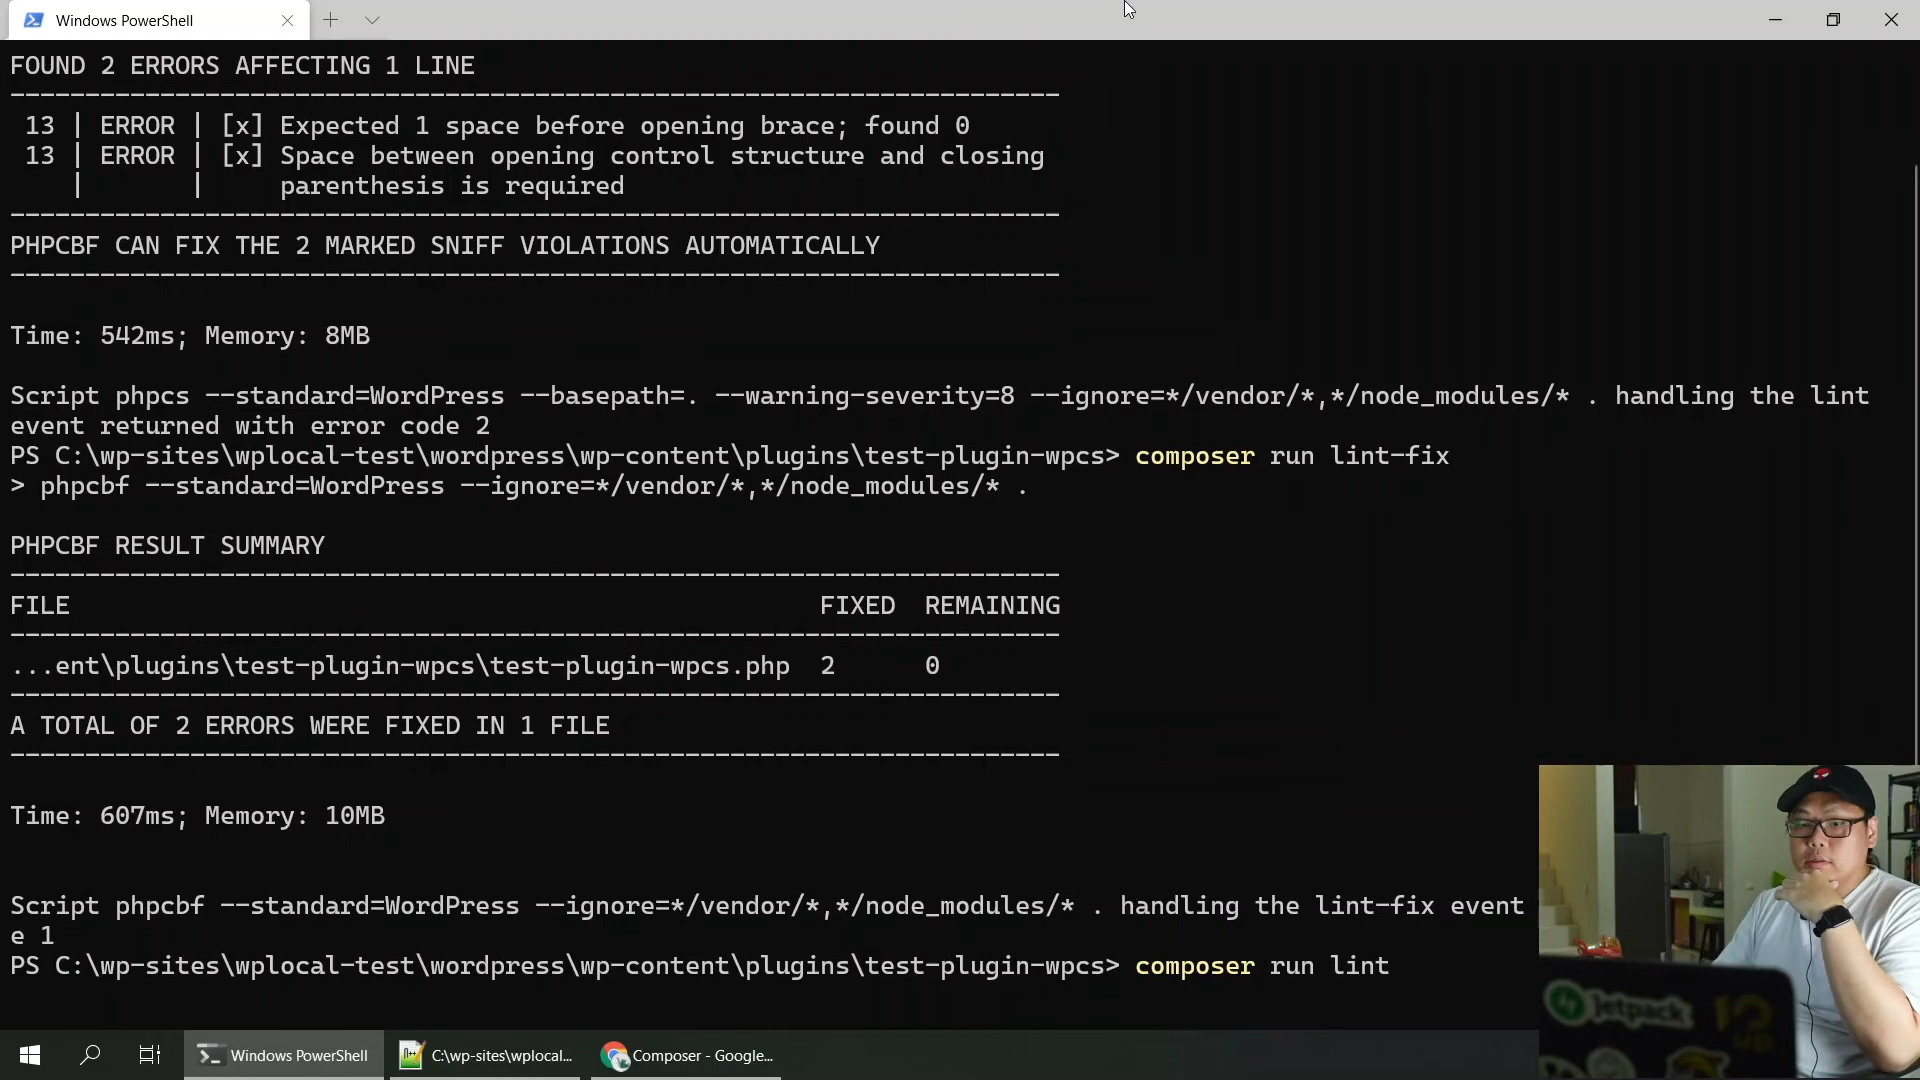 Windows PowerShell
FOUND 2 ERRORS AFFECTING 1 LINE
----------------------------------------------------------------------
13 | ERROR | [x] Expected 1 space before opening brace; found 0
13 | ERROR | [x] Space between opening control structure and closing
| | parenthesis is required
----------------------------------------------------------------------
PHPCBF CAN FIX THE 2 MARKED SNIFF VIOLATIONS AUTOMATICALLY
----------------------------------------------------------------------
Time: 542ms; Memory: 8MB
Script phpcs --standard=WordPress --basepath=. --warning-severity=8 --ignore=*/vendor/*,*/node_modules/* . handling the lint
event returned with error code 2
PS C:\wp-sites\wplocal-test\wordpress\wp-content\plugins\test-plugin-wpcs> composer run lint-fix
> phpcbf --standard=WordPress --ignore=*/vendor/*,*/node_modules/* .
PHPCBF RESULT SUMMARY
----------------------------------------------------------------------
FILE FIXED REMAINING
----------------------------------------------------------------------
...ent\plugins\test-plugin-wpcs\test-plugin-wpcs.php 2 0
----------------------------------------------------------------------
A TOTAL OF 2 ERRORS WERE FIXED IN 1 FILE
----------------------------------------------------------------------
Time: 607ms; Memory: 10MB
Script phpcbf --standard=WordPress --ignore=*/vendor/*,*/node_modules/* . handling the lint-fix event
e 1
PS C:\wp-sites\wplocal-test\wordpress\wp-content\plugins\test-plugin-wpcs> composer run lint
Jetpack
Windows PowerShell
C:\wp-sites\wplocal...
Composer - Google...